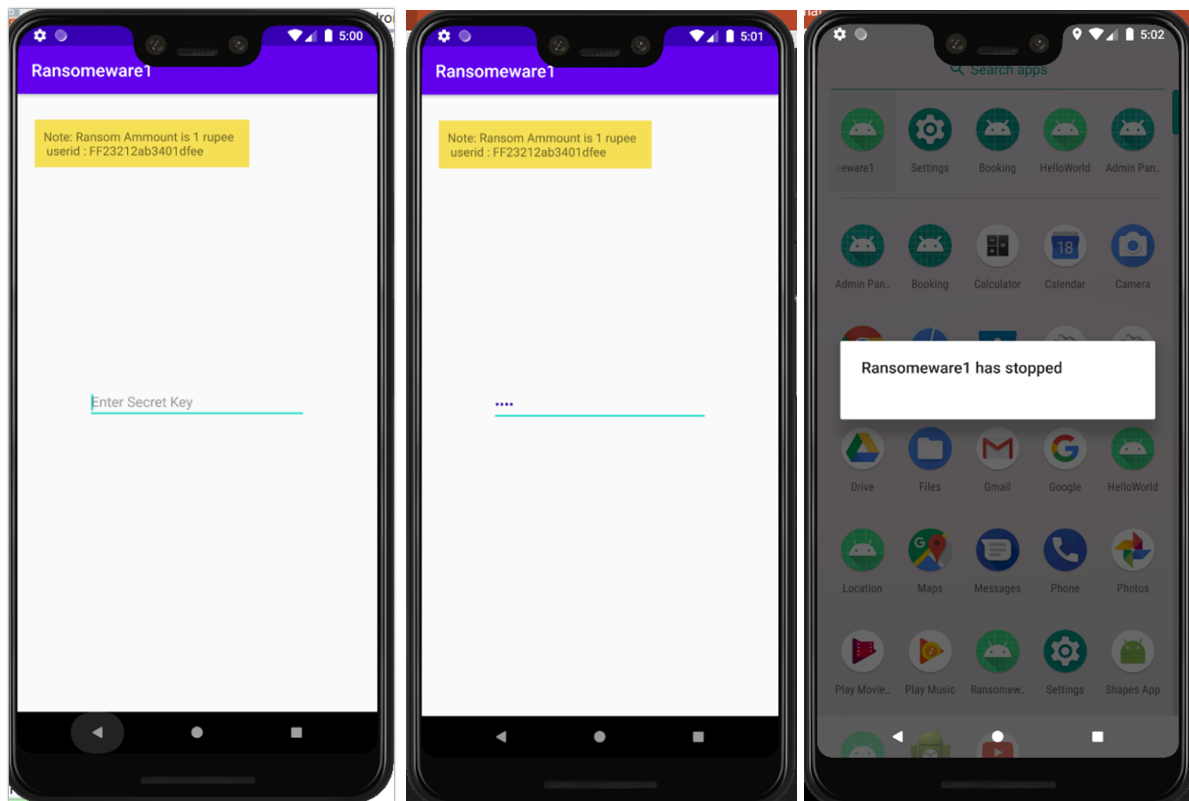 5:00
Ransomeware1
Note: Ransom Ammount is 1 rupee
userid : FF23212ab3401dfee
Enter Secret Key
5:01
Ransomeware1
Note: Ransom Ammount is 1 rupee
userid : FF23212ab3401dfee
5:02
Search apps
neware1 Settings Booking HelloWorld Admin Pan..
Admin Pan.. Booking Calculator Calendar Camera
18
Ransomeware1 has stopped
Drive Files Gmail Google HelloWorld
Location Maps Messages Phone Photos
Play Movie.. Play Music Ransomew.. Settings Shapes App